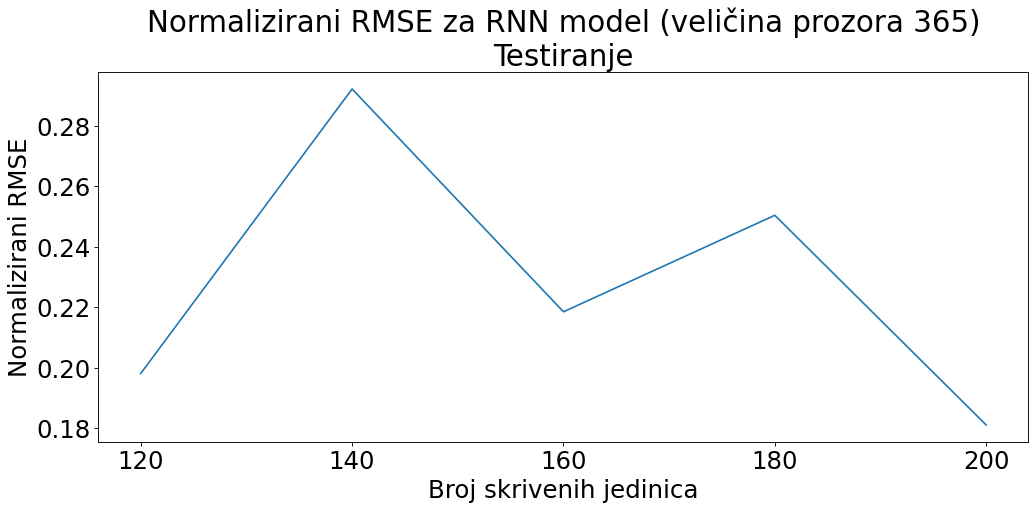 Normalizirani RMSE za RNN model (veličina prozora 365)
Testiranje
Normalizirani RMSE
0.28
0.26
0.24
0.22
0.20
0.18
120 140 160 180 200
Broj skrivenih jedinica